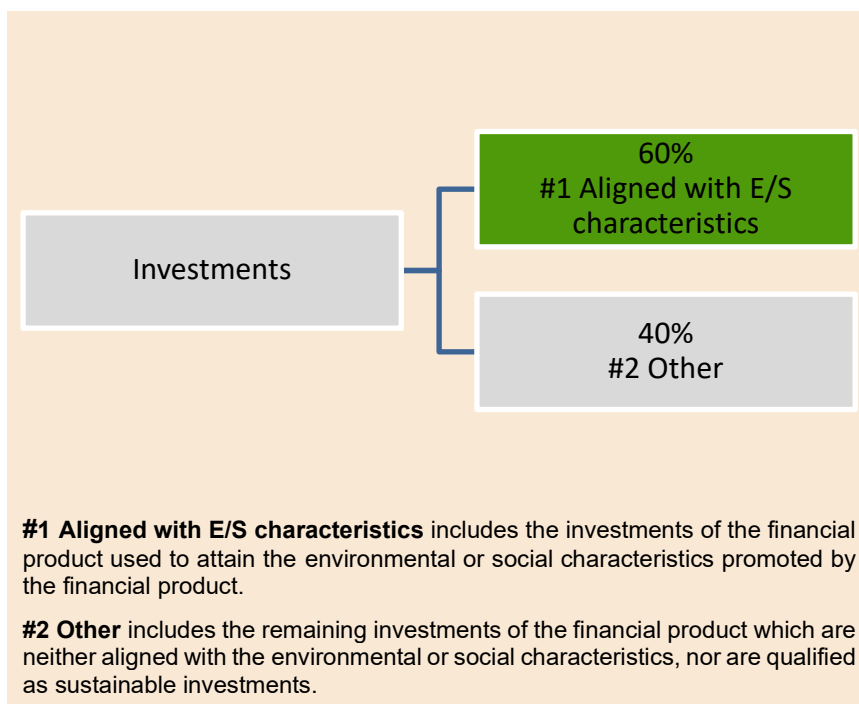 60%
#1 Aligned with E/S
characteristics
Investments
40%
#2 Other
#1 Aligned with E/S characteristics includes the investments of the financial
product used to attain the environmental or social characteristics promoted by
the financial product.
#2 Other includes the remaining investments of the financial product which are
neither aligned with the environmental or social characteristics, nor are qualified
as sustainable investments.